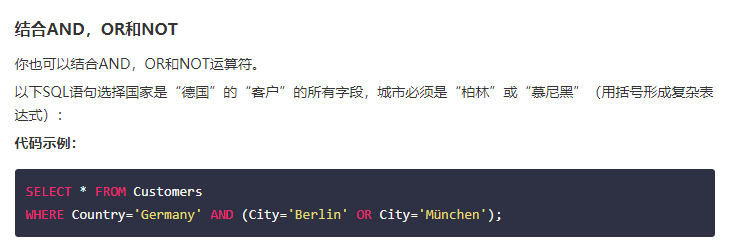 结合AND，OR和NOT
你也可以结合AND，OR和NOT运算符。
以下SQL语句选择国家是“德国”的“客户”的所有字段，城市必须是“柏林”或“慕尼黑”（用括号形成复杂表
达式）：
代码示例：
SELECT * FROM Customers
WHERE Country='Germany' AND (City='Berlin' OR City='München');